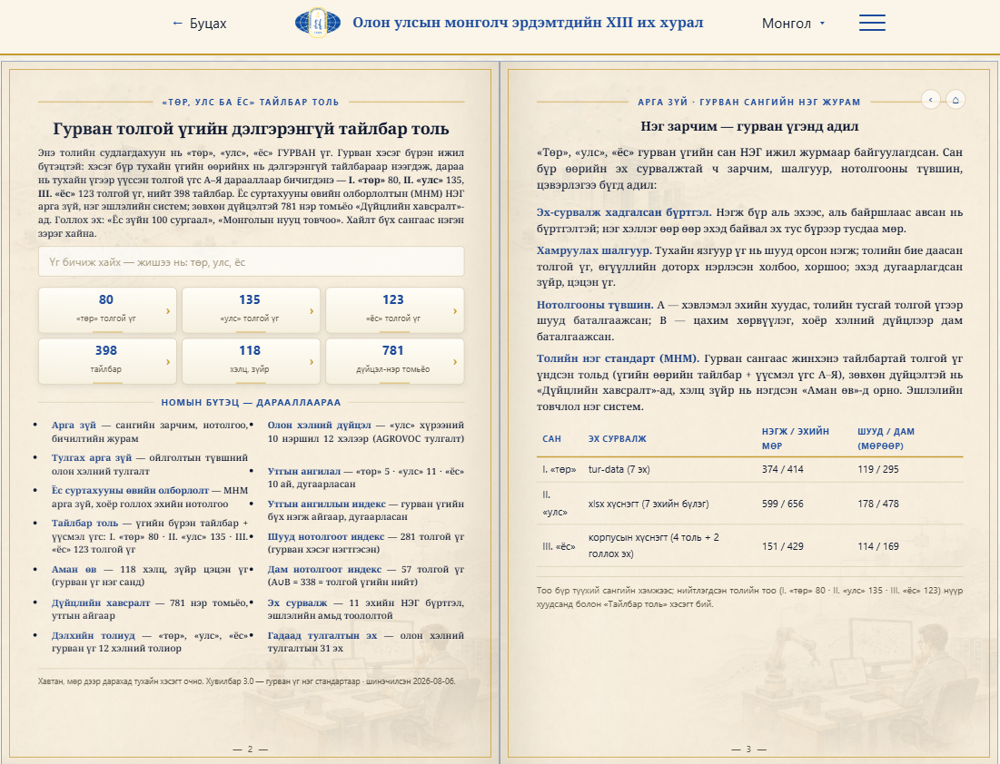 ← Буцах
Олон улсын монголч эрдэмтдийн XIII их хурал
Монгол
«ТӨР, УЛС БА ЁС» ТАЙЛБАР ТОЛЬ
Гурван толгой үгийн дэлгэрэнгүй тайлбар толь
Энэ толийн судлагдахуун нь «төр», «улс», «ёс» ГУРВАН үг. Гурван хэсэг бүрэн ижил
бүтэцтэй: хэсэг бүр тухайн үгийн өөрийнх нь дэлгэрэнгүй тайлбараар нээгдэж, дараа
нь тухайн үгээр үүссэн толгой үгс А–Я дарааллаар бичигдэнэ — I. «төр» 80, II. «улс» 135,
III. «ёс» 123 толгой үг, нийт 398 тайлбар. Ёс суртахууны өвийн олборлолтын (МНМ) НЭГ
арга зүй, нэг эшлэлийн систем; зөвхөн дүйцэлтэй 781 нэр томьёо «Дүйцлийн хавсралт»-
ад. Голлох эх: «Ёс зүйн 100 сургаал», «Монголын нууц товчоо». Хайлт бүх сангаас нэгэн
зэрэг хайна.
Үг бичиж хайх — жишээ нь: төр, улс, ёс
80
«төр» толгой үг
135
«улс» толгой үг
123
«ёс» толгой үг
398
тайлбар
118
хэлц, зүйр
781
дүйцэл-нэр томьёо
НОМЫН БҮТЭЦ — ДАРААЛЛААРАА
• Арга зүй — сангийн зарчим, нотолгоо,
бичилтийн журам
• Тулгах арга зүй — ойлголтын түвшний
олон хэлний тулгалт
• Ёс суртахууны өвийн олборлолт — МНМ
арга зүй, хоёр голлох эхийн нотолгоо
• Тайлбар толь — үгийн бүрэн тайлбар +
үүсмэл үгс: I. «төр» 80 · II. «улс» 135 · III.
«ёс» 123 толгой үг
• Аман өв — 118 хэлц, зүйр цэцэн үг
(гурван үг нэг санд)
• Дүйцлийн хавсралт — 781 нэр томьёо,
утгын айгаар
• Дэлхийн толиуд — «төр», «улс», «ёс»
гурван үг 12 хэлний толиор
• Олон хэлний дүйцэл — «улс» хүрээний
10 нэршил 12 хэлээр (AGROVOC тулгалт)
• Утгын ангилал — «төр» 5 · «улс» 11 · «ёс»
10 ай, дугаарласан
• Утгын ангиллын индекс — гурван үгийн
бүх нэгж айгаар, дугаарласан
• Шууд нотолгоот индекс — 281 толгой үг
(гурван хэсэг нэгтгэсэн)
• Дам нотолгоот индекс — 57 толгой үг
(A∪B = 338 = толгой үгийн нийт)
• Эх сурвалж — 11 эхийн НЭГ бүртгэл,
эшлэлийн амьд тоололтой
• Гадаад тулгалтын эх — олон хэлний
тулгалтын 31 эх
Хавтан, мөр дээр дарахад тухайн хэсэгт очно. Хувилбар 3.0 — гурван үг нэг стандартаар · шинэчилсэн 2026-08-06.
— 2 —
АРГА ЗҮЙ · ГУРВАН САНГИЙН НЭГ ЖУРАМ
Нэг зарчим — гурван үгэнд адил
«Төр», «улс», «ёс» гурван үгийн сан НЭГ ижил журмаар байгуулагдсан. Сан
бүр өөрийн эх сурвалжтай ч зарчим, шалгуур, нотолгооны түвшин,
цэвэрлэгээ бүгд адил:
Эх-сурвалж хадгалсан бүртгэл. Нэгж бүр аль эхээс, аль байршлаас авсан нь
бүртгэлтэй; нэг хэллэг өөр өөр эхэд байвал эх тус бүрээр тусдаа мөр.
Хамруулах шалгуур. Тухайн язгуур үг нь шууд орсон нэгж; толийн бие даасан
толгой үг, өгүүллийн доторх нэрлэсэн холбоо, хоршоо; эхэд дугаарлагдсан
зүйр, цэцэн үг.
Нотолгооны түвшин. A — хэвлэмэл эхийн хуудас, толийн тусгай толгой үгээр
шууд баталгаажсан; B — цахим хөрвүүлэг, хоёр хэлний дүйцлээр дам
баталгаажсан.
Толийн нэг стандарт (МНМ). Гурван сангаас жинхэнэ тайлбартай толгой үг
үндсэн тольд (үгийн өөрийн тайлбар + үүсмэл үгс А–Я), зөвхөн дүйцэлтэй нь
«Дүйцлийн хавсралт»-ад, хэлц зүйр нь нэгдсэн «Аман өв»-д орно. Эшлэлийн
товчлол нэг систем.
САН ЭХ СУРВАЛЖ НЭГЖ / ЭХИЙН МӨР ШУУД / ДАМ (МӨРӨӨР)
I. «төр» tur-data (7 эх) 374 / 414 119 / 295
II. «улс» xlsx хүснэгт (7 эхийн бүлэг) 599 / 656 178 / 478
III. «ёс» корпусын хүснэгт (4 толь + 2 голлох эх) 151 / 429 114 / 169
Тоо бүр түүхий сангийн хэмжээс; нийтлэгдсэн толийн тоо (I. «төр» 80 · II. «улс» 135 · III. «ёс» 123) нүүр
хуудсанд болон «Тайлбар толь» хэсэгт бий.
— 3 —